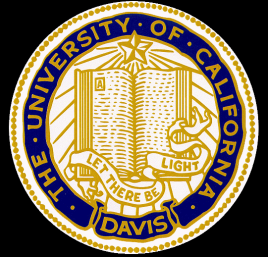 · THE · UNIVERSITY · OF · CALIFORNIA ·
A
LET THERE BE
LIGHT
DAVIS